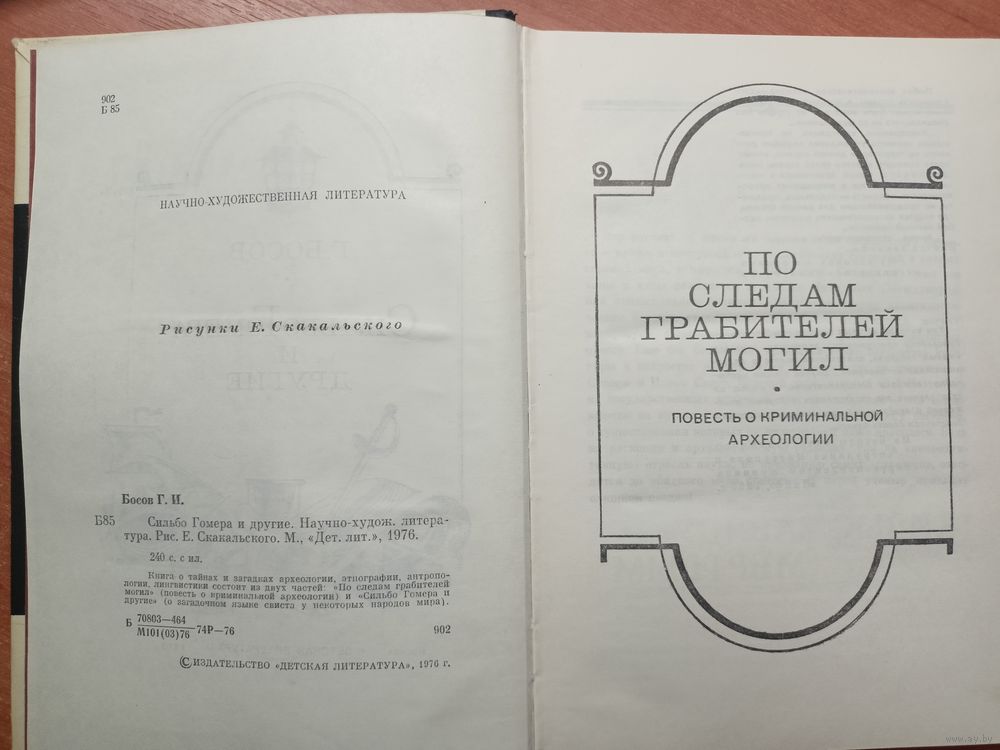 902
Б 85
НАУЧНО-ХУДОЖЕСТВЕННАЯ ЛИТЕРАТУРА
Рисунки Е. Скакальского
Босов Г. И.
Б85 Сильбо Гомера и другие. Научно-худож. литера-
тура. Рис. Е. Скакальского. М., «Дет. лит.», 1976.
240 с. с ил.
Книга о тайнах и загадках археологии, этнографии, антропо-
логии, лингвистики состоит из двух частей: «По следам грабителей
могил» (повесть о криминальной археологии) и «Сильбо Гомера и
другие» (о загадочном языке свиста у некоторых народов мира).
Б 70803—464
М101(03)76 74Р—76 902
© ИЗДАТЕЛЬСТВО «ДЕТСКАЯ ЛИТЕРАТУРА», 1976 г.
ПО
СЛЕДАМ
ГРАБИТЕЛЕЙ
МОГИЛ
ПОВЕСТЬ О КРИМИНАЛЬНОЙ
АРХЕОЛОГИИ
www.ay.by